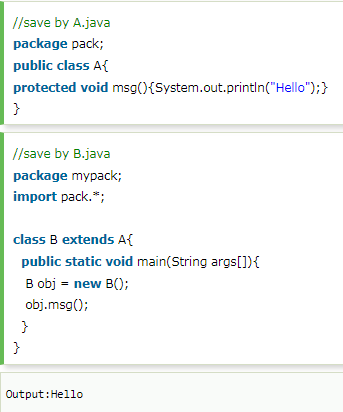 //save by A.java
package pack;
public class A{
protected void msg(){System.out.println("Hello");}
}
//save by B.java
package mypack;
import pack.*;
class B extends A{
public static void main(String args[]){
B obj = new B();
obj.msg();
}
}
Output:Hello